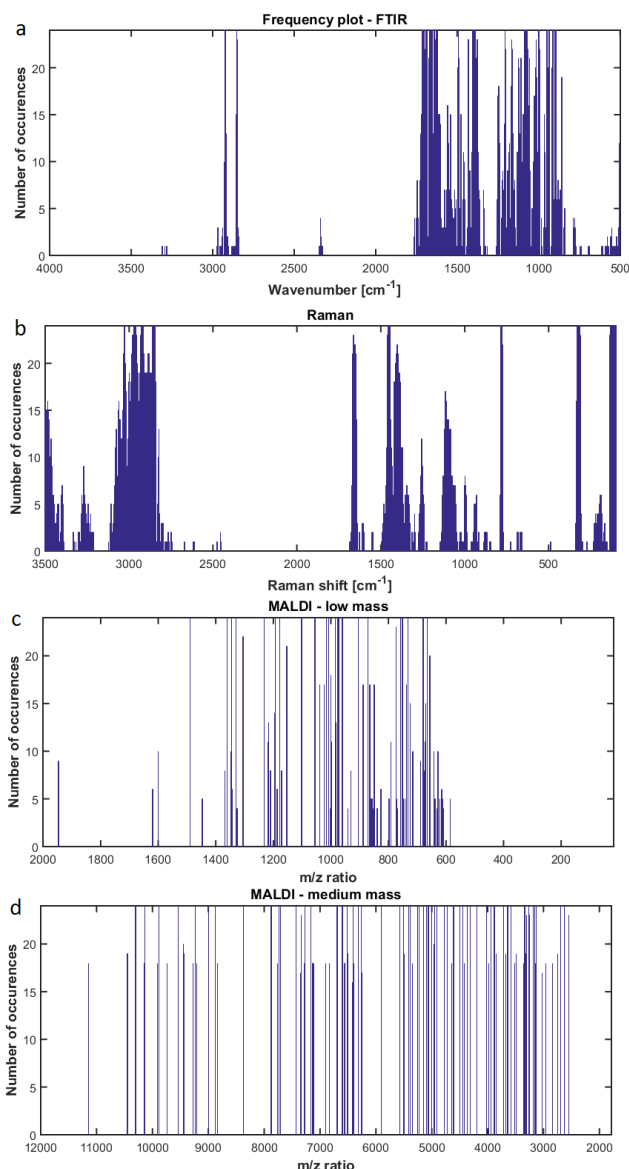 a
Frequency plot - FTIR
Number of occurences
20
15
10
5
0
4000 3500 3000 2500 2000 1500 1000 500
Wavenumber [cm-1]
b
Raman
Number of occurences
20
15
10
5
0
3500 3000 2500 2000 1500 1000 500
Raman shift [cm-1]
c
MALDI - low mass
Number of occurences
20
15
10
5
0
2000 1800 1600 1400 1200 1000 800 600 400 200
m/z ratio
d
MALDI - medium mass
Number of occurences
20
15
10
5
0
12000 11000 10000 9000 8000 7000 6000 5000 4000 3000 2000
m/z ratio